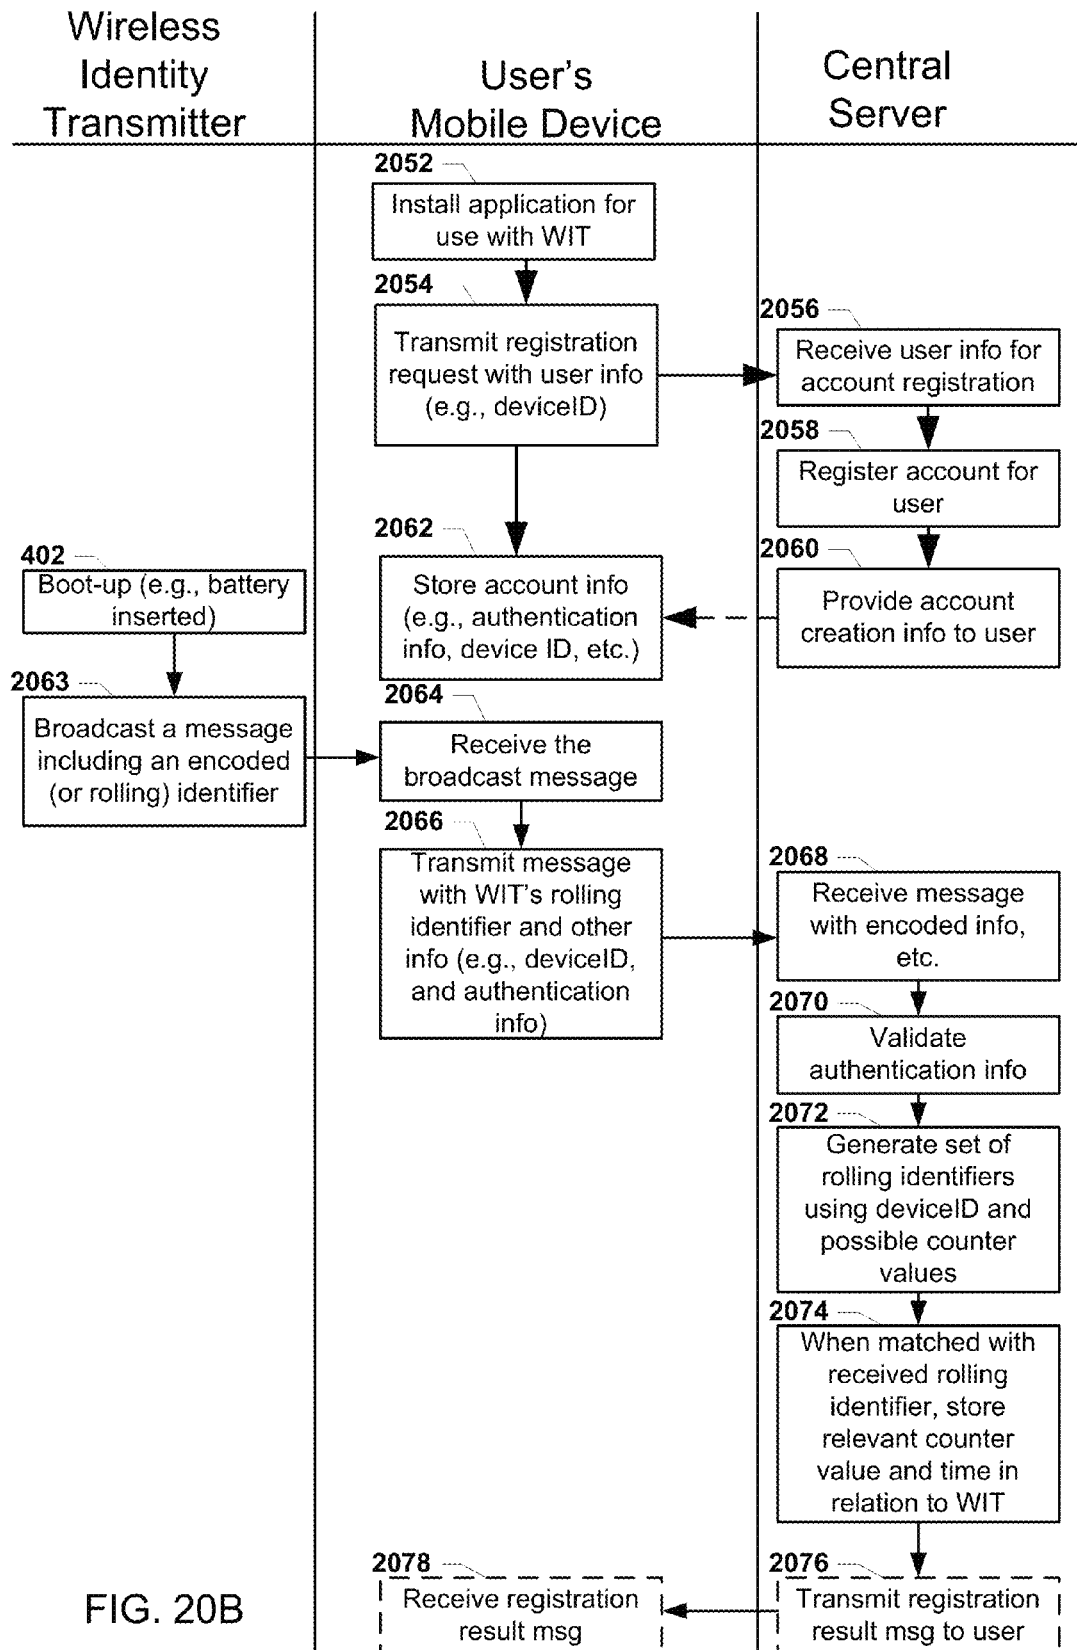 Wireless
Identity
Transmitter
User's
Mobile Device
Central
Server
2052
Install application for
use with WIT
2054
Transmit registration
request with user info
(e.g., deviceID)
2056
Receive user info for
account registration
2058
Register account for
user
2060
Provide account
creation info to user
2062
Store account info
(e.g., authentication
info, device ID, etc.)
402
Boot-up (e.g., battery
inserted)
2063
Broadcast a message
including an encoded
(or rolling) identifier
2064
Receive the
broadcast message
2066
Transmit message
with WIT's rolling
identifier and other
info (e.g., deviceID,
and authentication
info)
2068
Receive message
with encoded info,
etc.
2070
Validate
authentication info
2072
Generate set of
rolling identifiers
using deviceID and
possible counter
values
2074
When matched with
received rolling
identifier, store
relevant counter
value and time in
relation to WIT
2076
Transmit registration
result msg to user
2078
Receive registration
result msg
FIG. 20B